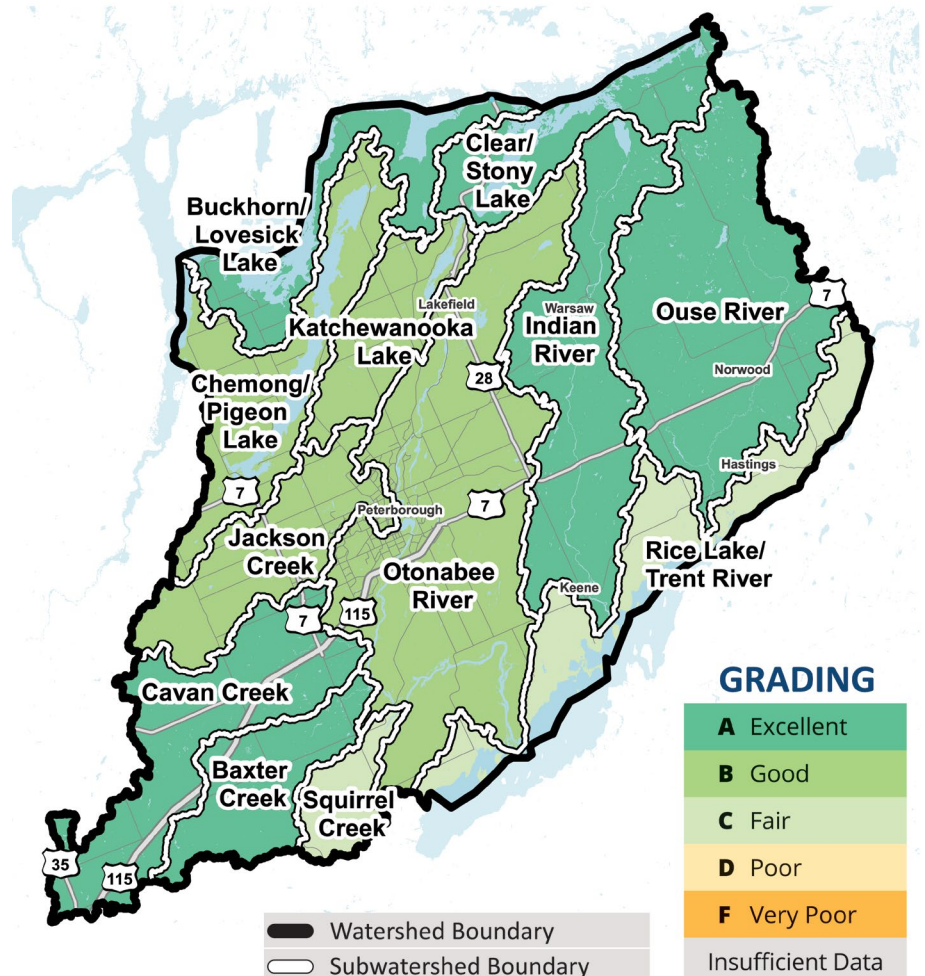 Clear/
Stony
Lake
Buckhorn/
Lovesick
Lake
7
Lakefield
Warsaw
Ouse River
Katchewanooka
Lake
Indian
River
28
Norwood
Chemong/
Pigeon
Lake
Hastings
7
7
Peterborough
Jackson
Creek
Rice Lake/
Trent River
Otonabee
River
Keene
7
115
Cavan Creek
Baxter
Creek
Squirrel
Creek
35
115
GRADING
A Excellent
B Good
C Fair
D Poor
F Very Poor
Insufficient Data
Watershed Boundary
Subwatershed Boundary